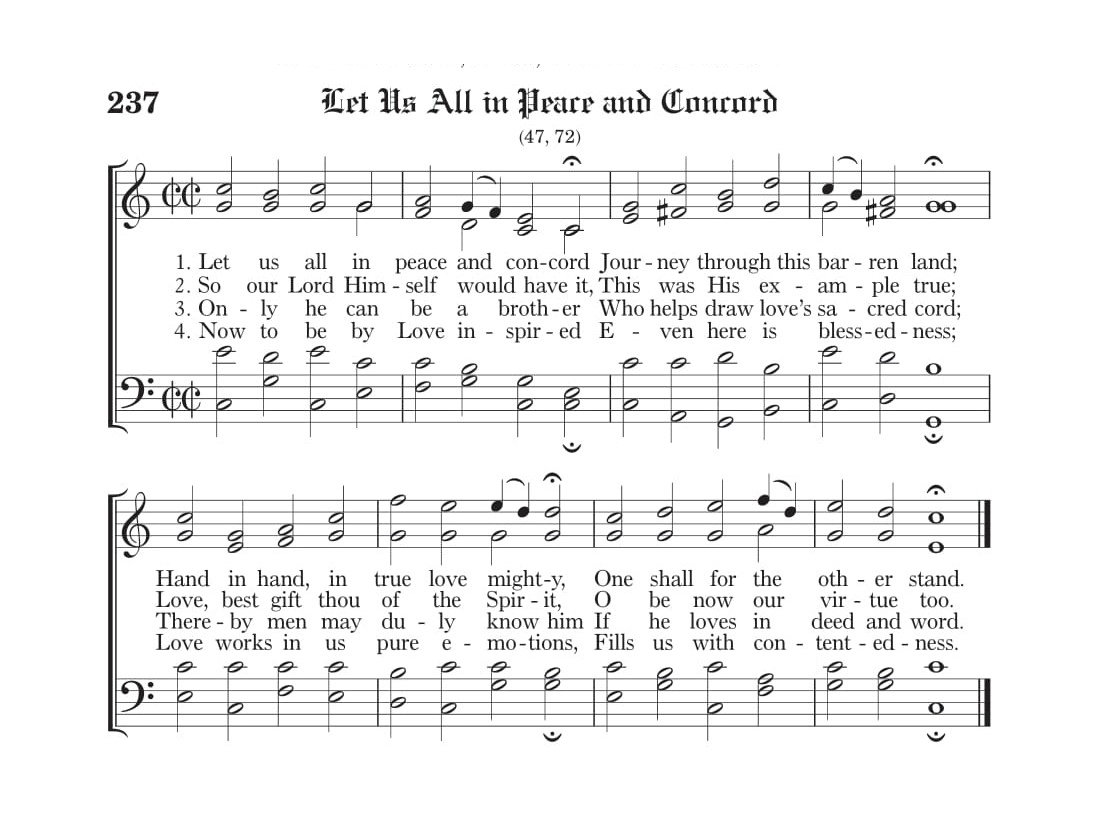 237 Let Us All in Peace and Concord
(47, 72)
1. Let us all in peace and con-cord Jour-ney through this bar-ren land;
2. So our Lord Him-self would have it, This was His ex-am-ple true;
3. On-ly he can be a broth-er Who helps draw love's sa-cred cord;
4. Now to be by Love in-spir-ed E-ven here is bless-ed-ness;
Hand in hand, in true love might-y, One shall for the oth-er stand.
Love, best gift thou of the Spir-it, O be now our vir-tue too.
There-by men may du-ly know him If he loves in deed and word.
Love works in us pure e-mo-tions, Fills us with con-tent-ed-ness.